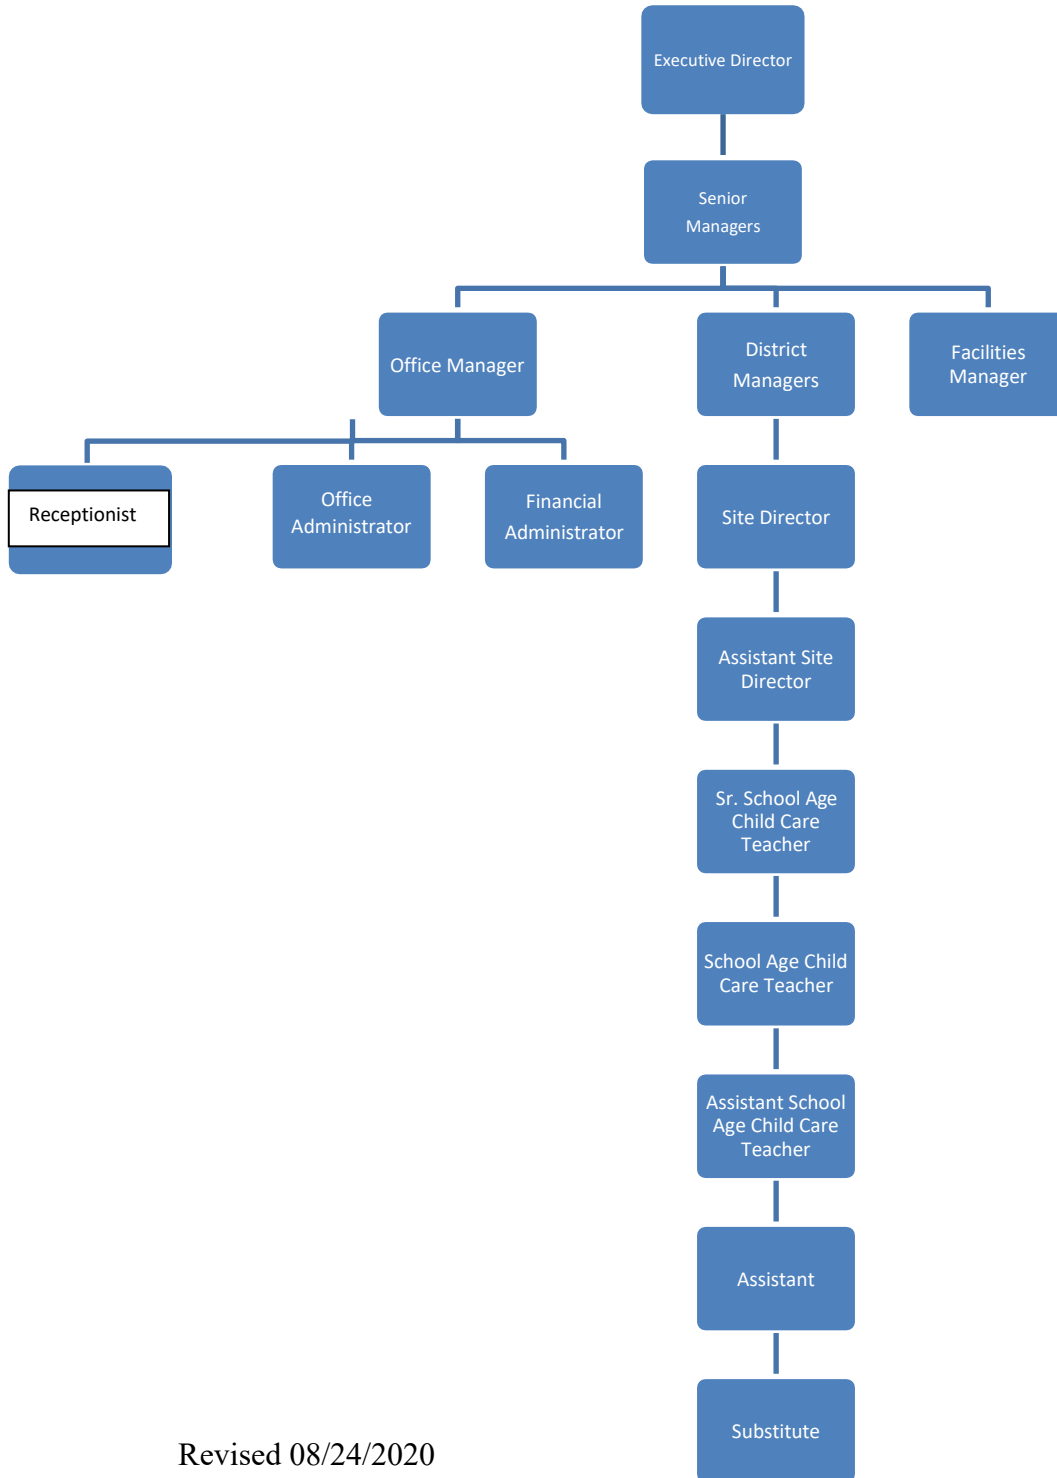 Executive Director
Senior
Managers
Office Manager
District
Managers
Facilities
Manager
Receptionist
Office
Administrator
Financial
Administrator
Site Director
Assistant Site
Director
Sr. School Age
Child Care
Teacher
School Age Child
Care Teacher
Assistant School
Age Child Care
Teacher
Assistant
Substitute
Revised 08/24/2020